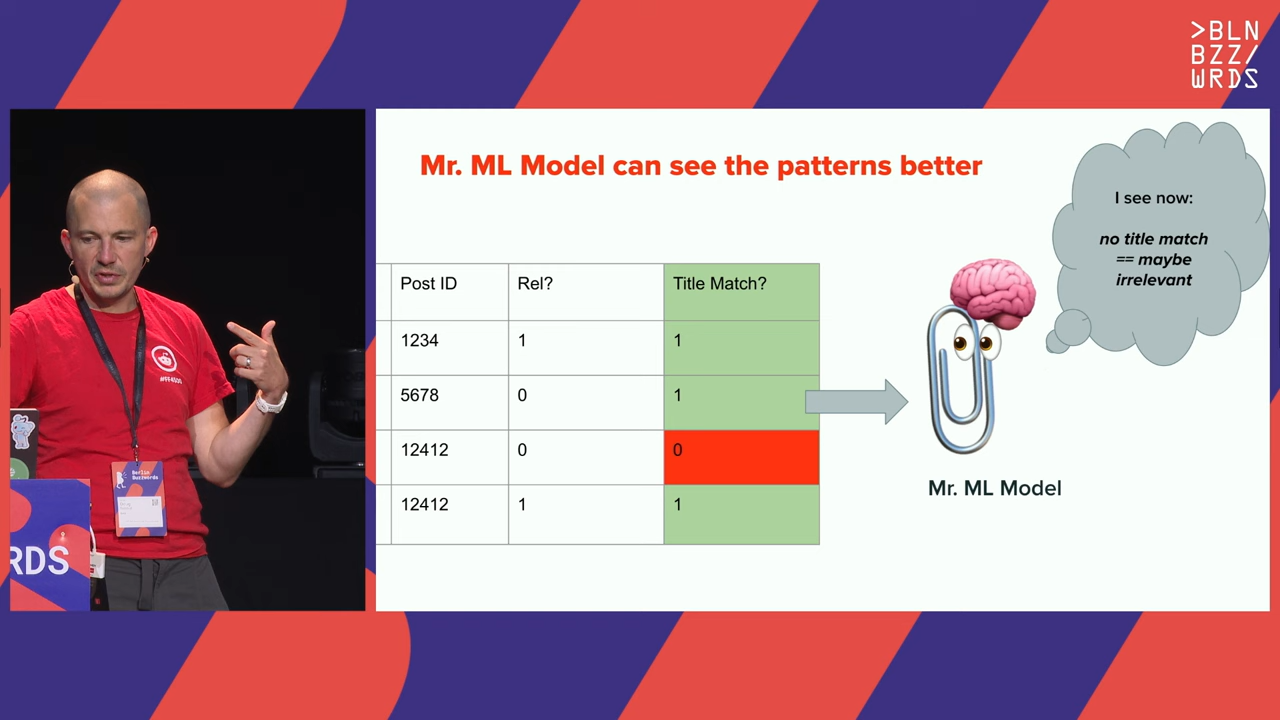 >BLN
BZZ/
WRDS
Mr. ML Model can see the patterns better
I see now:
no title match
== maybe
irrelevant
Post ID
Rel?
Title Match?
1234
1
1
5678
0
1
12412
0
0
12412
1
1
Mr. ML Model
Berlin
Buzzwords
RDS